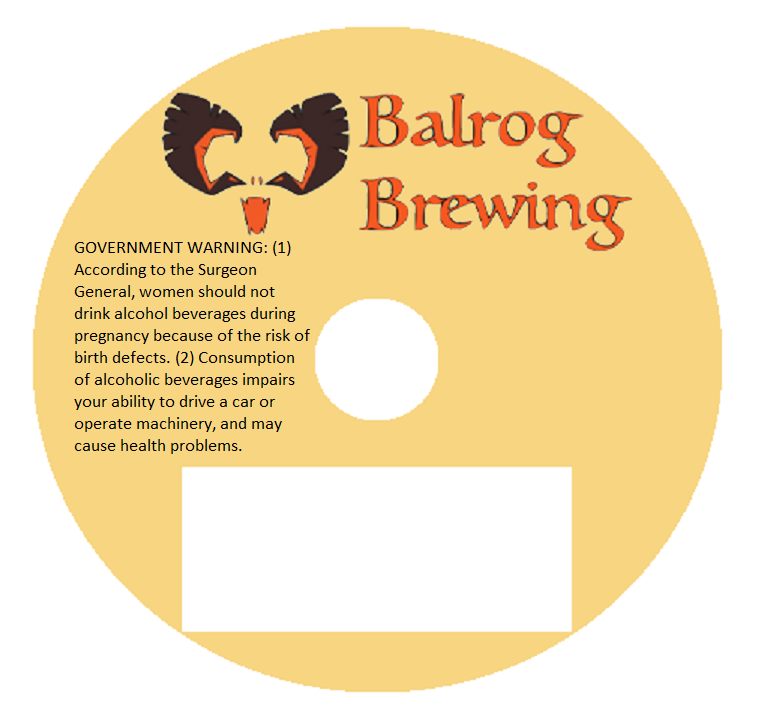 Balrog
Brewing
GOVERNMENT WARNING: (1)
According to the Surgeon
General, women should not
drink alcohol beverages during
pregnancy because of the risk of
birth defects. (2) Consumption
of alcoholic beverages impairs
your ability to drive a car or
operate machinery, and may
cause health problems.